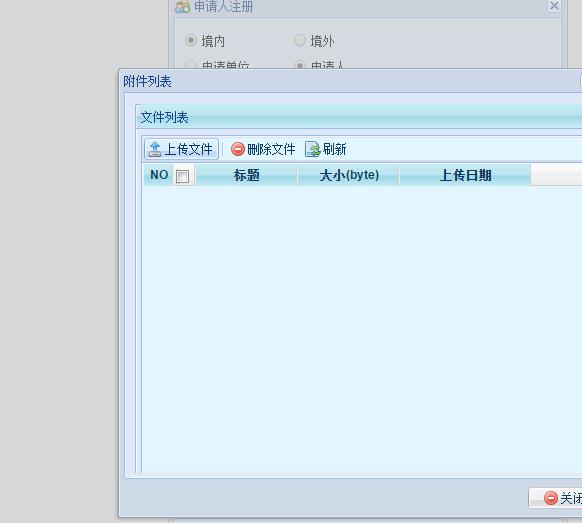 申请人注册
境内 境外
申请单位 申请人
附件列表
文件列表
上传文件 删除文件 刷新
NO 标题 大小(byte) 上传日期
关闭